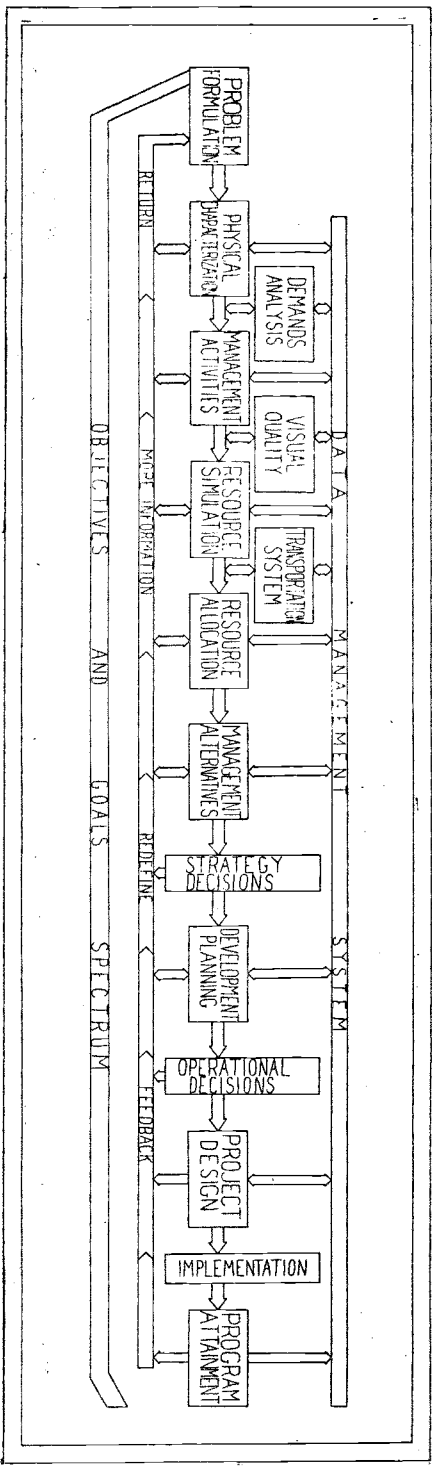 DATA MANAGEMENT SYSTEM
DEMANDS
ANALYSIS
VISUAL
QUALITY
TRANSPORTATION
SYSTEM
PROBLEM
FORMULATION
PHYSICAL
CHARACTERIZATION
MANAGEMENT
ACTIVITIES
RESOURCE
SIMULATION
RESOURCE
ALLOCATION
MANAGEMENT
ALTERNATIVES
STRATEGY
DECISIONS
DEVELOPMENT
PLANNING
OPERATIONAL
DECISIONS
PROJECT
DESIGN
IMPLEMENTATION
PROGRAM
ATTAINMENT
RETURN
MORE INFORMATION
REDEFINE
FEEDBACK
OBJECTIVES AND GOALS SPECTRUM